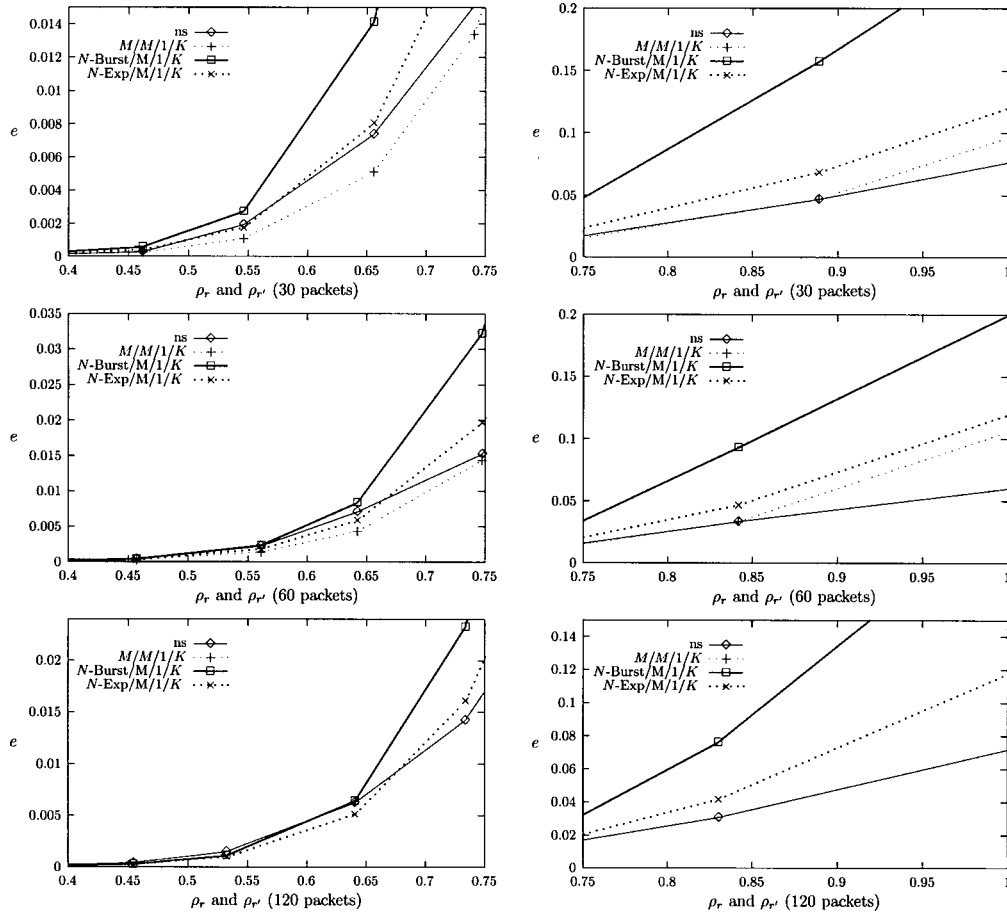 0.014
0.012
0.01
0.008
0.006
0.004
0.002
0
e
ns
M/M/1/K
N-Burst/M/1/K
N-Exp/M/1/K
0.4 0.45 0.5 0.55 0.6 0.65 0.7 0.75
ρr and ρr′ (30 packets)
0.2
0.15
0.1
0.05
0
e
ns
M/M/1/K
N-Burst/M/1/K
N-Exp/M/1/K
0.75 0.8 0.85 0.9 0.95 1
ρr and ρr′ (30 packets)
0.035
0.03
0.025
0.02
0.015
0.01
0.005
0
e
ns
M/M/1/K
N-Burst/M/1/K
N-Exp/M/1/K
0.4 0.45 0.5 0.55 0.6 0.65 0.7 0.75
ρr and ρr′ (60 packets)
0.2
0.15
0.1
0.05
0
e
ns
M/M/1/K
N-Burst/M/1/K
N-Exp/M/1/K
0.75 0.8 0.85 0.9 0.95 1
ρr and ρr′ (60 packets)
0.02
0.015
0.01
0.005
0
e
ns
M/M/1/K
N-Burst/M/1/K
N-Exp/M/1/K
0.4 0.45 0.5 0.55 0.6 0.65 0.7 0.75
ρr and ρr′ (120 packets)
0.14
0.12
0.1
0.08
0.06
0.04
0.02
0
e
ns
M/M/1/K
N-Burst/M/1/K
N-Exp/M/1/K
0.75 0.8 0.85 0.9 0.95 1
ρr and ρr′ (120 packets)